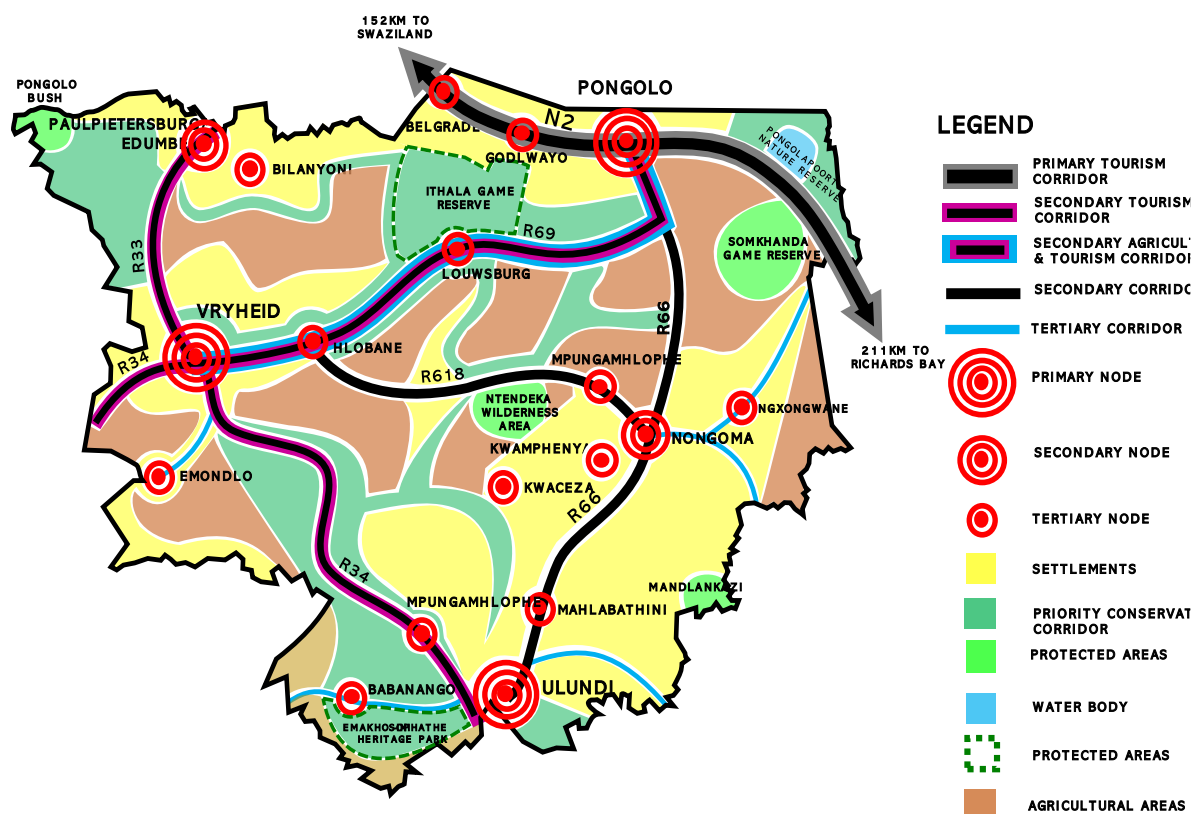 152KM TO
SWAZILAND
PONGOLO
BUSH
PONGOLO
PAULPIETERSBURG/
EDUMBE
BELGRADE
N2
GODLWAYO
BILANYONI
PONGOLAPOORT
NATURE RESERVE
ITHALA GAME
RESERVE
R69
R33
LOUWSBURG
SOMKHANDA
GAME RESERVE
VRYHEID
R66
HLOBANE
R34
R618
MPUNGAMHLOPHE
211KM TO
RICHARDS BAY
NTENDEKA
WILDERNESS
AREA
NGXONGWANE
NONGOMA
KWAMPHENYA
EMONDLO
KWACEZA
R66
R34
MANDLANKAZI
MPUNGAMHLOPHE
MAHLABATHINI
BABANANGO
ULUNDI
HERITAGE PARK
LEGEND
PRIMARY TOURISM
CORRIDOR
SECONDARY TOURISM
CORRIDOR
SECONDARY AGRICUL
& TOURISM CORRIDOR
SECONDARY CORRIDO
TERTIARY CORRIDOR
PRIMARY NODE
SECONDARY NODE
TERTIARY NODE
SETTLEMENTS
PRIORITY CONSERVAT
CORRIDOR
PROTECTED AREAS
WATER BODY
PROTECTED AREAS
AGRICULTURAL AREAS